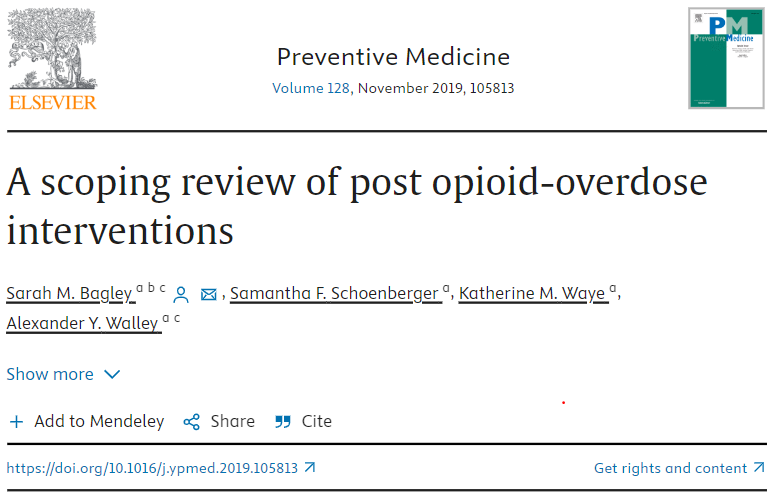 ELSEVIER
Preventive Medicine
Volume 128, November 2019, 105813
PM
Preventive Medicine
A scoping review of post opioid-overdose
interventions
Sarah M. Bagley a b c , Samantha F. Schoenberger a, Katherine M. Waye a,
Alexander Y. Walley a c
Show more
Add to Mendeley Share Cite
https://doi.org/10.1016/j.ypmed.2019.105813
Get rights and content